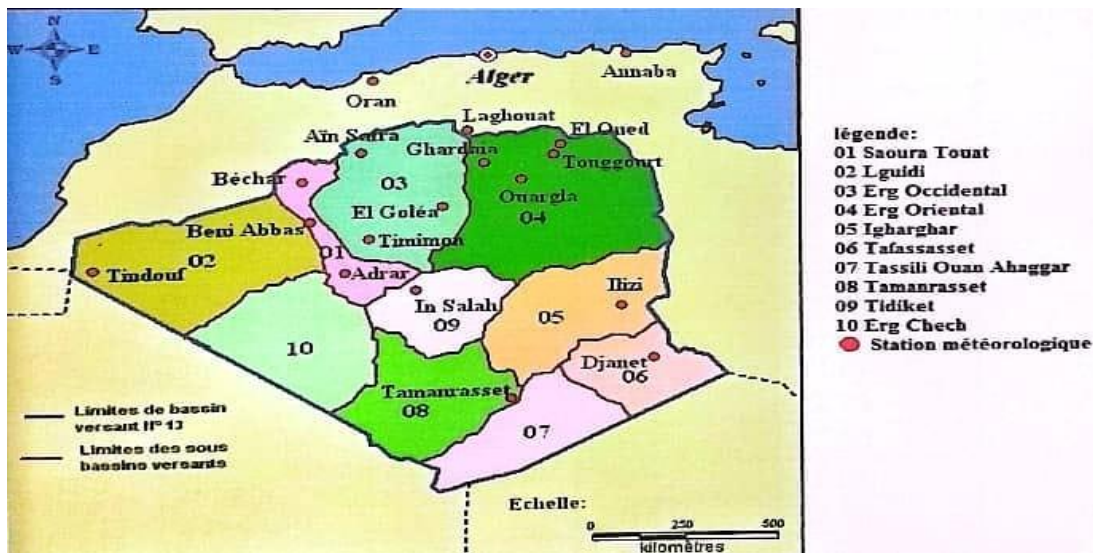 N
W E
S
Alger
Annaba
Oran
Laghouat
Aïn Safra
El Oued
Ghardaia
Touggourt
Béchar
03
Ouargla
04
El Goléa
Beni Abbas
Timimon
01
02
Tindouf
Adrar
In Salah
09
Ilizi
05
10
Djanet
06
Tamanrasset
08
07
Limites de bassin
versant N° 13
Limites des sous
bassins versants
Echelle:
0 250 500
kilomètres
légende:
01 Saoura Touat
02 Lguidi
03 Erg Occidental
04 Erg Oriental
05 Igharghar
06 Tafassasset
07 Tassili Ouan Ahaggar
08 Tamanrasset
09 Tidiket
10 Erg Chech
Station météorologique